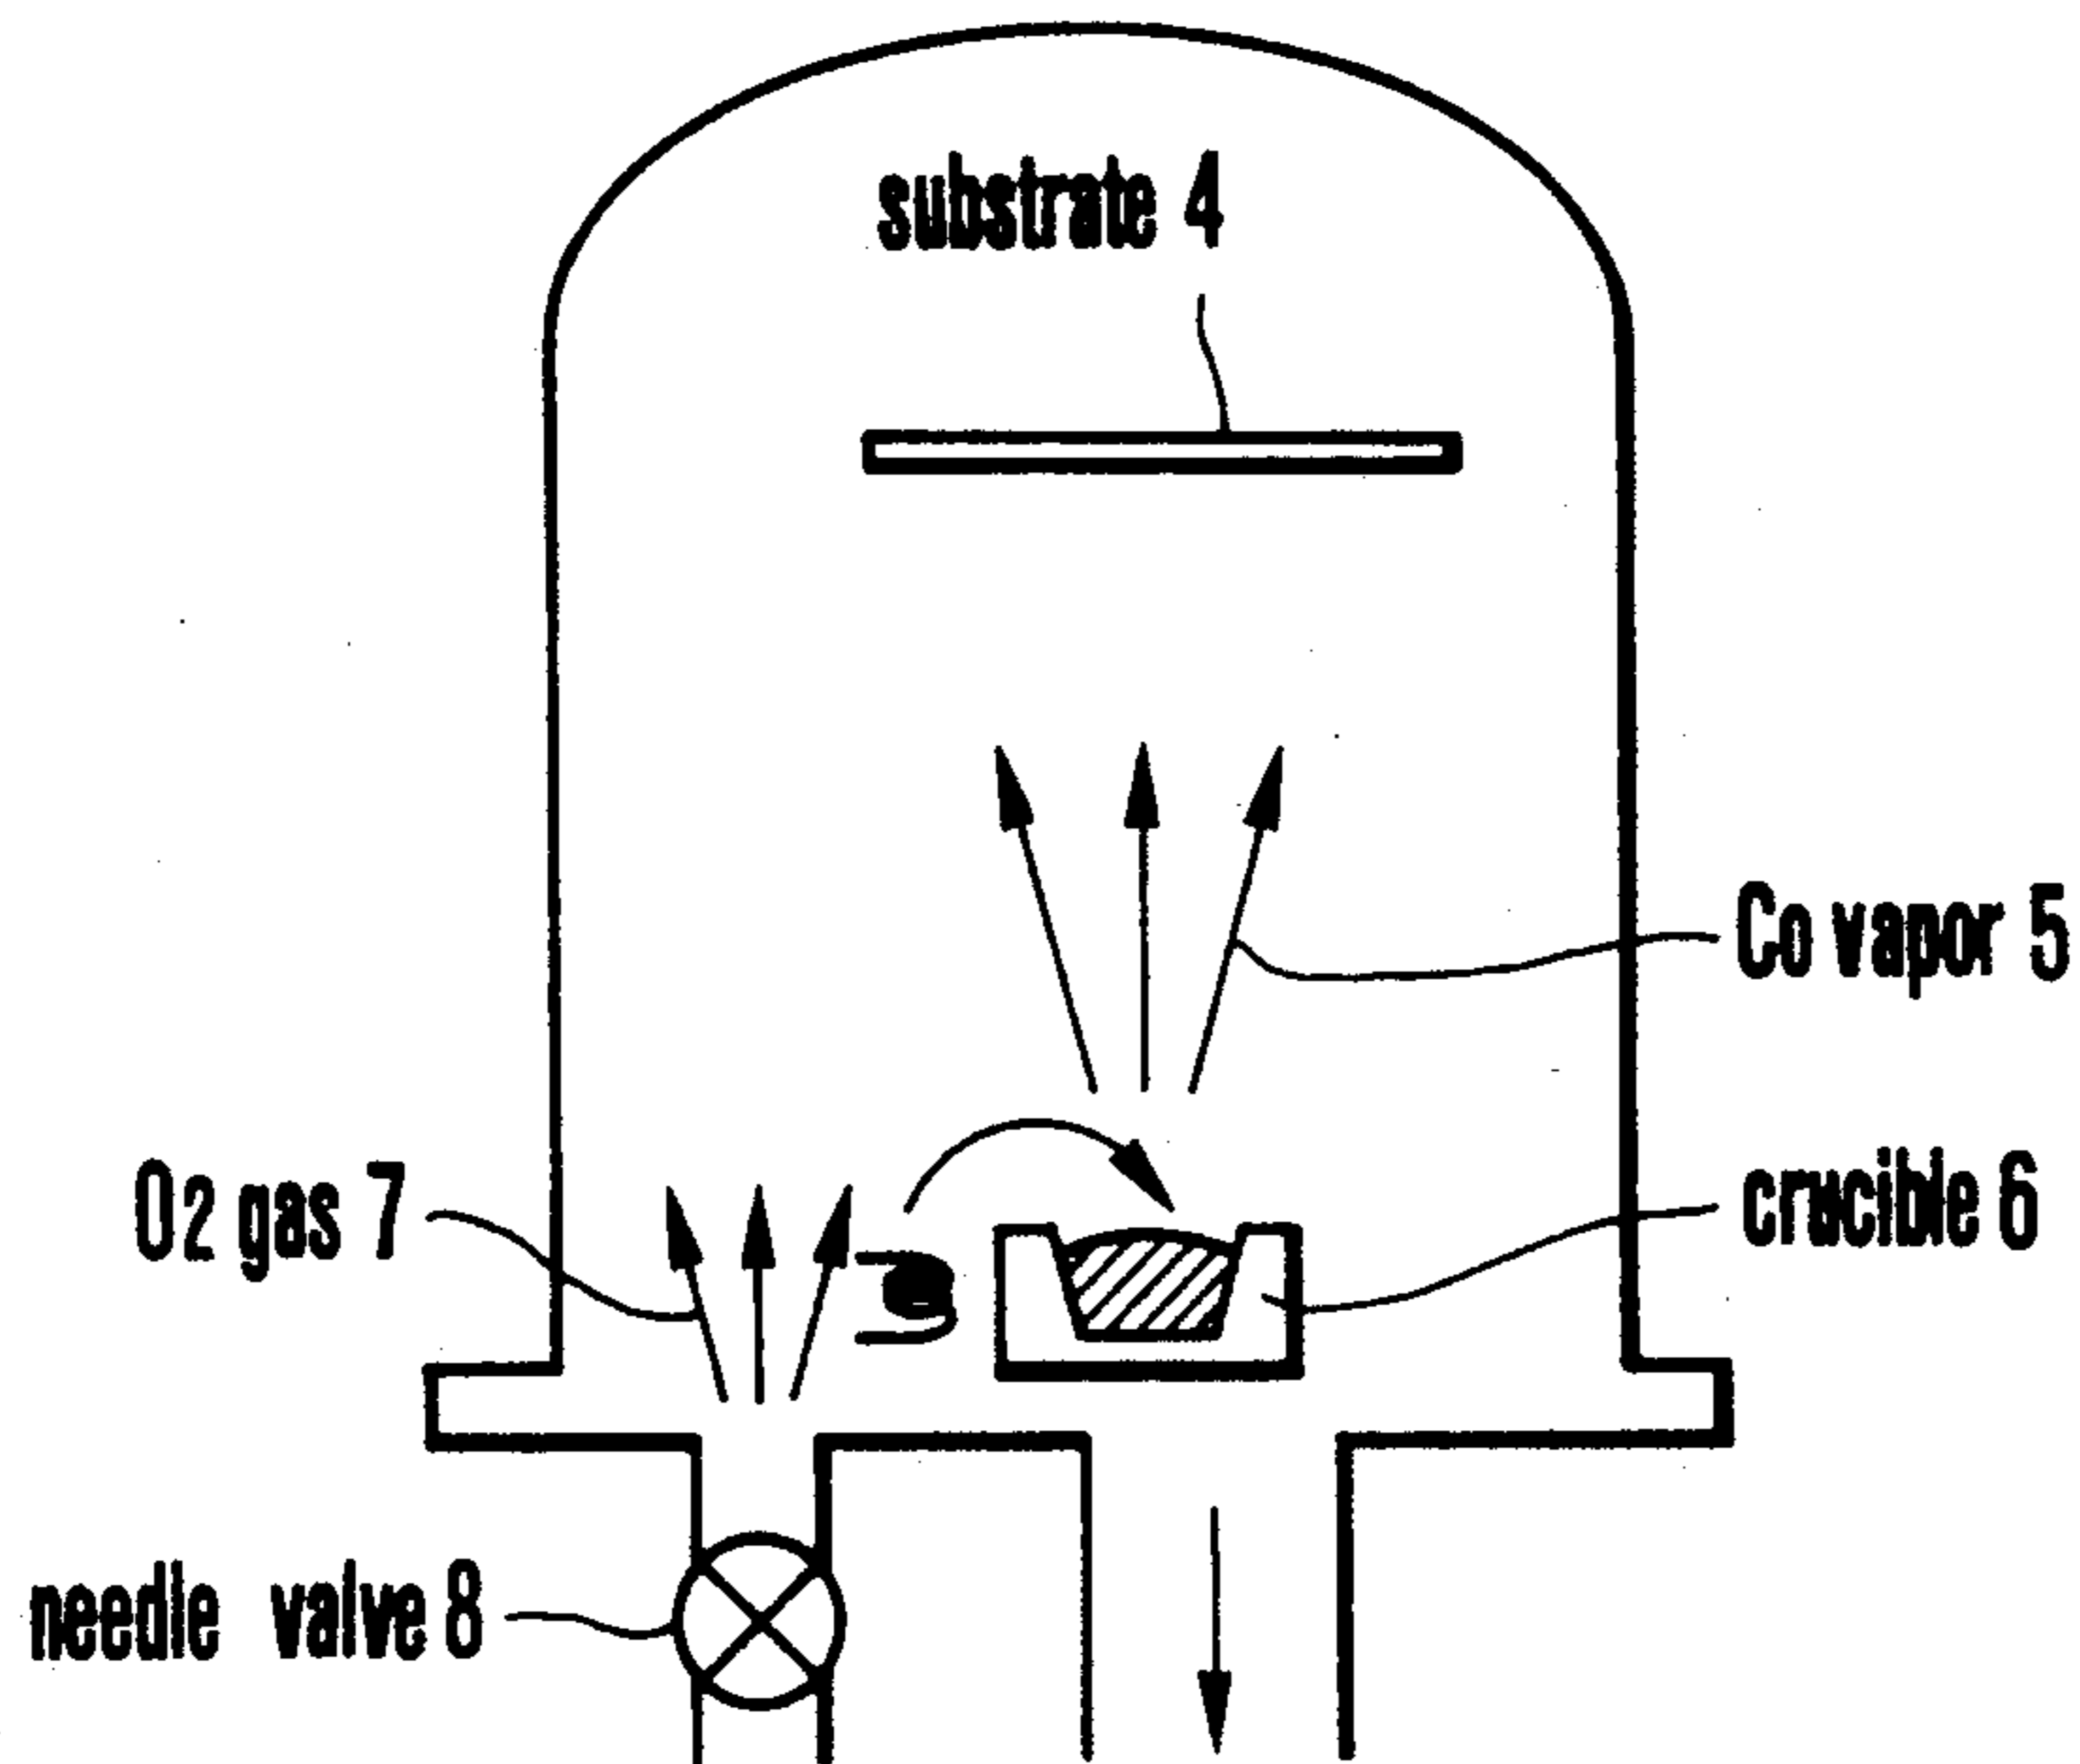 substrate 4
Co vapor 5
O2 gas 7
crucible 6
needle valve 8